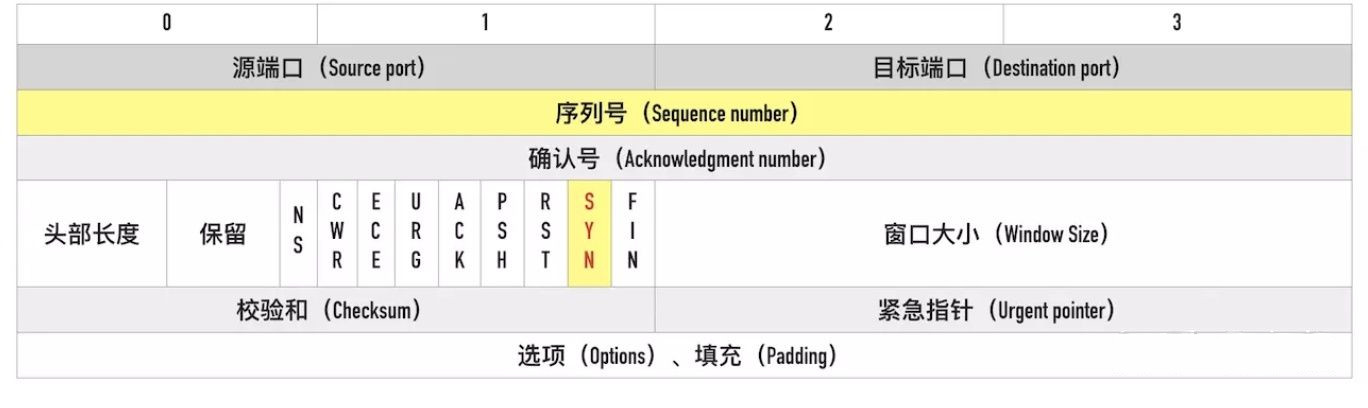 0 1 2 3
源端口（Source port） 目标端口（Destination port）
序列号（Sequence number）
确认号（Acknowledgment number）
头部长度 保留 NS CWR ECE URG ACK PSH RST SYN FIN 窗口大小（Window Size）
校验和（Checksum） 紧急指针（Urgent pointer）
选项（Options）、填充（Padding）